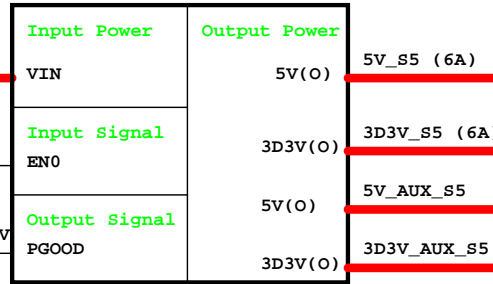 Input Power
Output Power
VIN
5V(O)
5V_S5 (6A)
Input Signal
EN0
3D3V(O)
3D3V_S5 (6A)
5V(O)
5V_AUX_S5
Output Signal
V
PGOOD
3D3V(O)
3D3V_AUX_S5